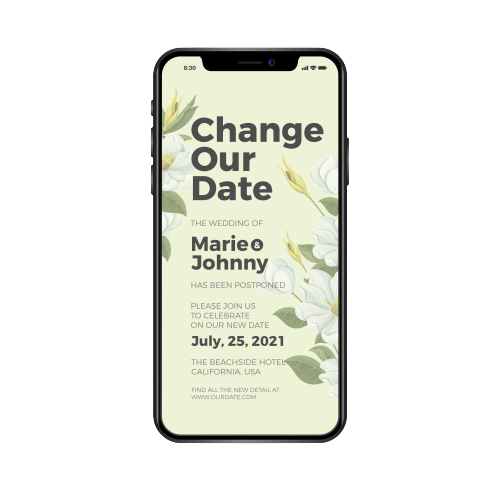 8:30
Change
Our
Date
THE WEDDING OF
Marie &
Johnny
HAS BEEN POSTPONED
PLEASE JOIN US
TO CELEBRATE
ON OUR NEW DATE
July, 25, 2021
THE BEACHSIDE HOTEL
CALIFORNIA, USA
FIND ALL THE NEW DETAIL AT
WWW.OURDATE.COM